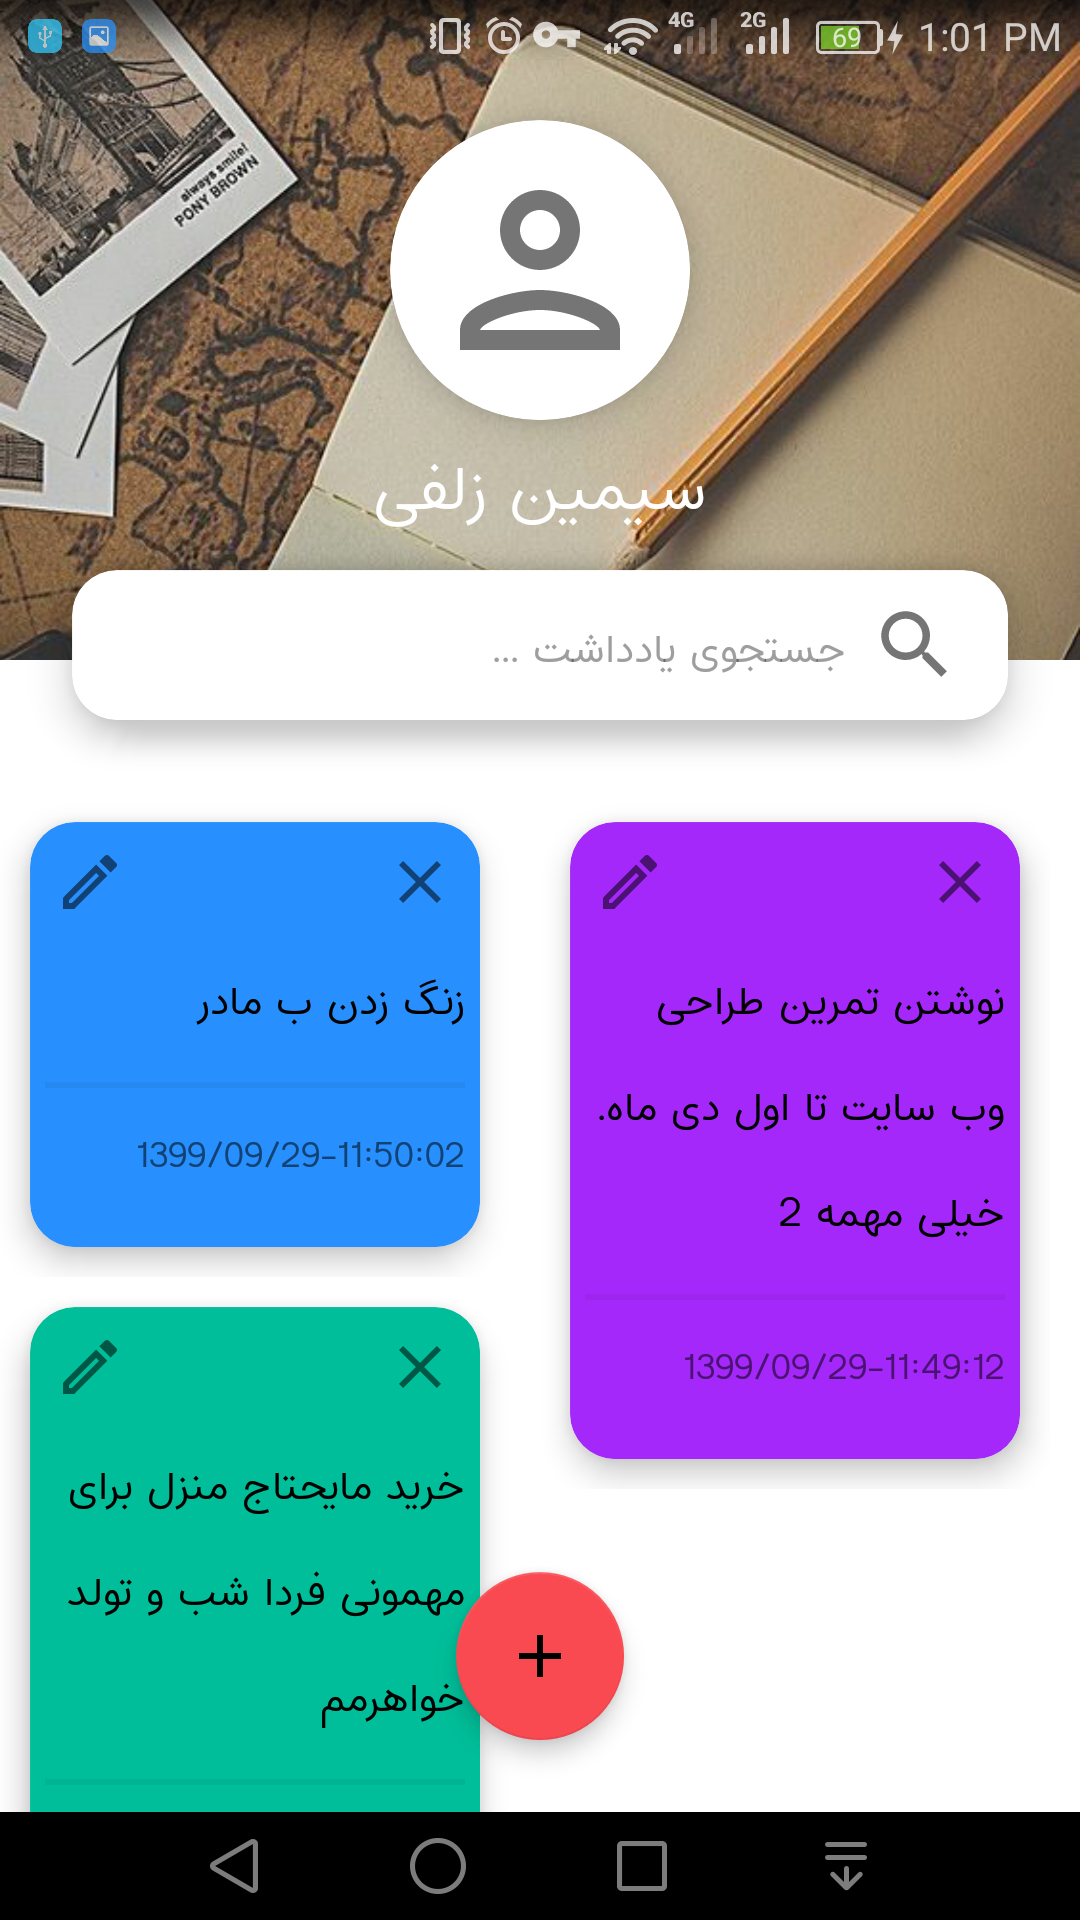 4G 2G 69 1:01 PM
always smile!
PONY BROWN
سیمین زلفی
جستجوی یادداشت ...
نوشتن تمرین طراحی
وب سایت تا اول دی ماه.
خیلی مهمه 2
1399/09/29-11:49:12
زنگ زدن ب مادر
1399/09/29-11:50:02
خرید مایحتاج منزل برای
مهمونی فردا شب و تولد
خواهرمم